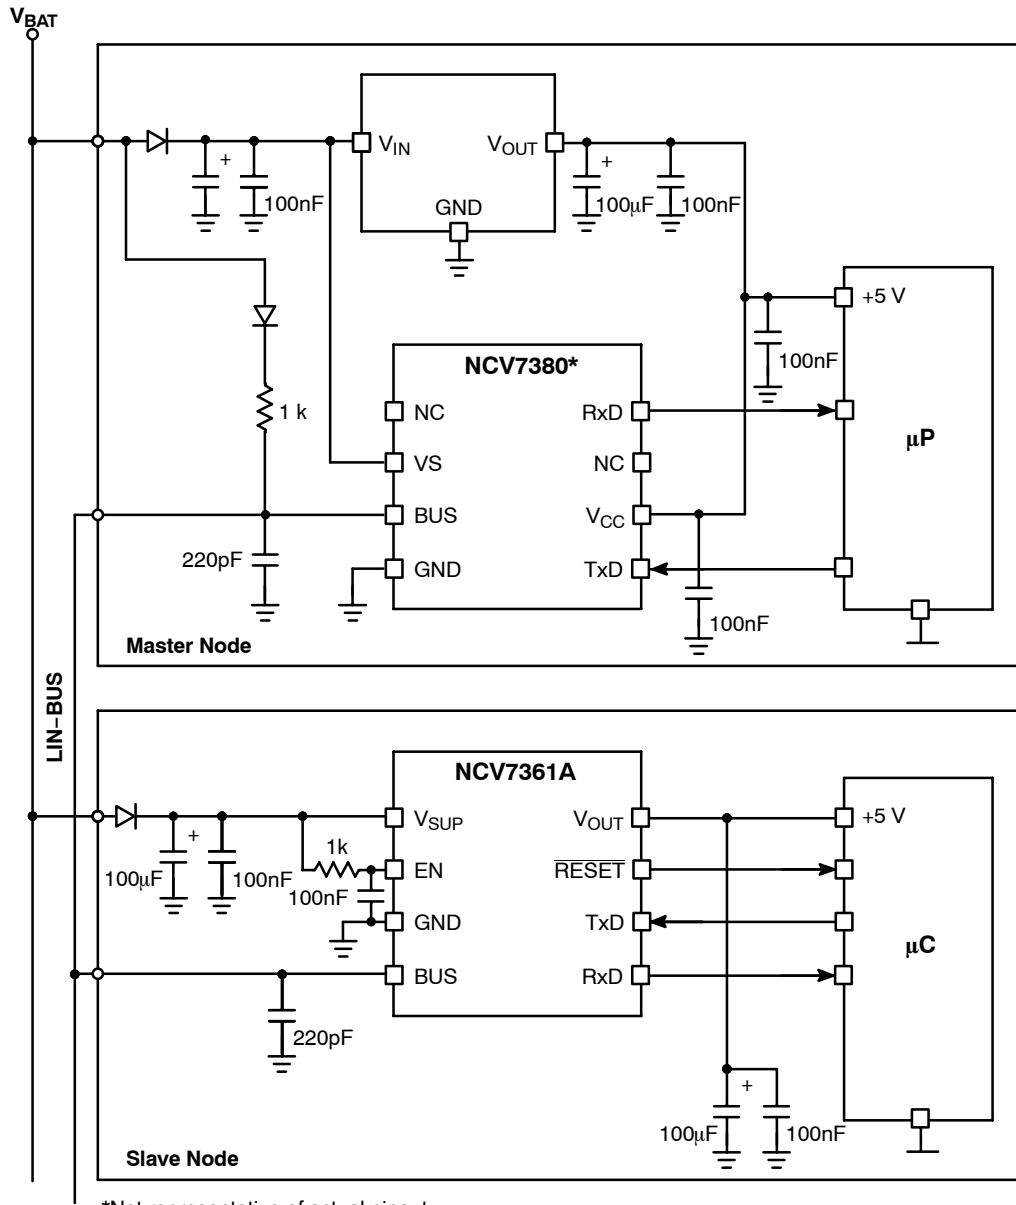 VBAT
VIN
VOUT
+
100nF
GND
+
100μF
100nF
+5 V
100nF
NCV7380*
1 k
NC
RxD
μP
VS
NC
BUS
VCC
220pF
GND
TxD
100nF
Master Node
LIN–BUS
NCV7361A
VSUP
VOUT
+5 V
+
1k
100μF
100nF
EN
RESET
100nF
GND
TxD
μC
BUS
RxD
220pF
+
100μF
100nF
Slave Node